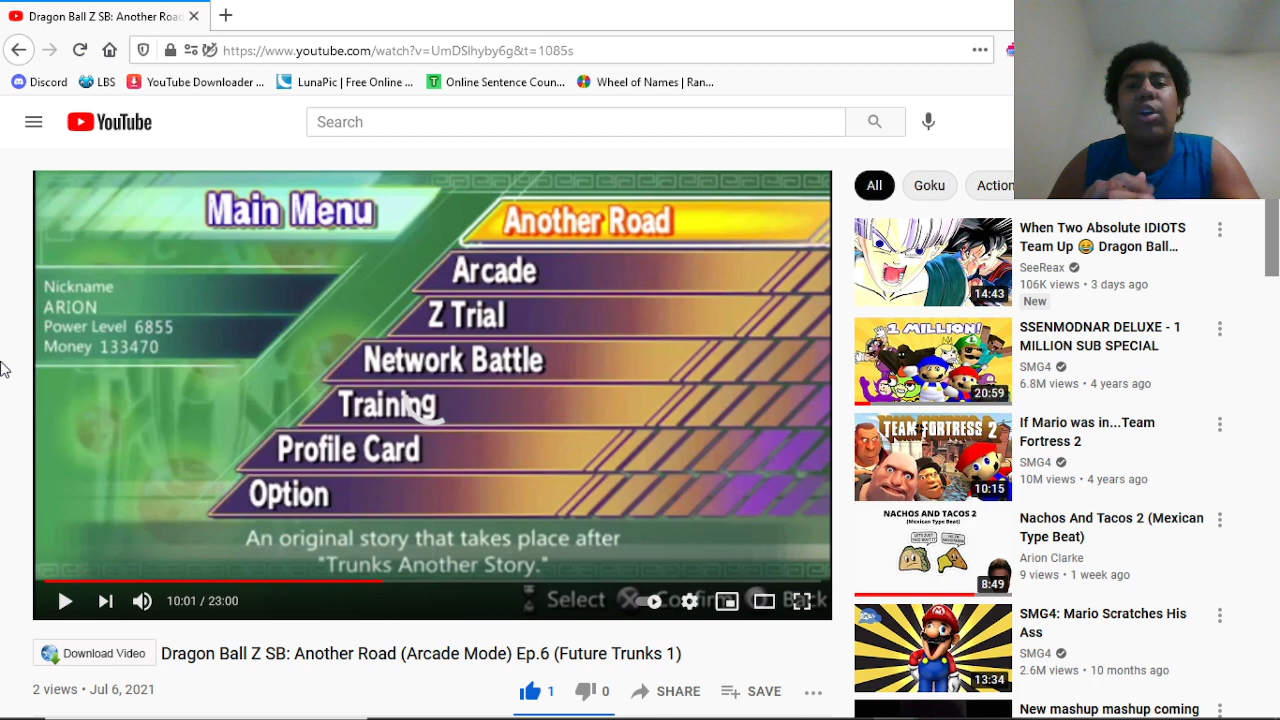 Dragon Ball Z SB: Another Road
https://www.youtube.com/watch?v=UmDSlhyby6g&t=1085s
Discord LBS YouTube Downloader ... LunaPic | Free Online ... Online Sentence Coun... Wheel of Names | Ran...
YouTube
Search
Main Menu
Nickname
ARION
Power Level 6855
Money 133470
Another Road
Arcade
Z Trial
Network Battle
Training
Profile Card
Option
An original story that takes place after
"Trunks Another Story."
Select Confirm Back
10:01 / 23:00
Download Video Dragon Ball Z SB: Another Road (Arcade Mode) Ep.6 (Future Trunks 1)
2 views • Jul 6, 2021
1 0 SHARE SAVE
All Goku Action
14:43
When Two Absolute IDIOTS
Team Up 😂 Dragon Ball...
SeeReax
106K views • 3 days ago
New
1 MILLION!
20:59
SSENMODNAR DELUXE - 1
MILLION SUB SPECIAL
SMG4
6.8M views • 4 years ago
TEAM FORTRESS 2
10:15
If Mario was in...Team
Fortress 2
SMG4
10M views • 4 years ago
NACHOS AND TACOS 2
(Mexican Type Beat)
8:49
Nachos And Tacos 2 (Mexican
Type Beat)
Arion Clarke
9 views • 1 week ago
13:34
SMG4: Mario Scratches His
Ass
SMG4
2.6M views • 10 months ago
New mashup mashup coming